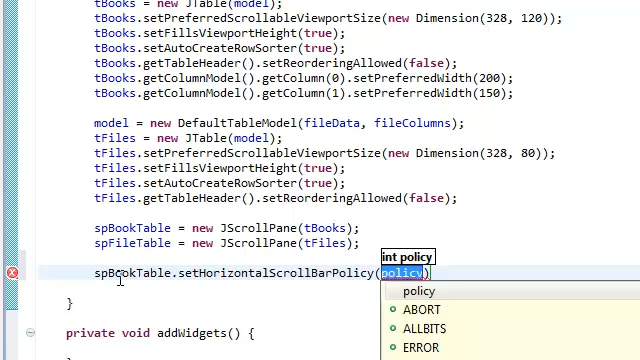 tBooks = new JTable(model);
tBooks.setPreferredScrollableViewportSize(new Dimension(328, 120));
tBooks.setFillsViewportHeight(true);
tBooks.setAutoCreateRowSorter(true);
tBooks.getTableHeader().setReorderingAllowed(false);
tBooks.getColumnModel().getColumn(0).setPreferredWidth(200);
tBooks.getColumnModel().getColumn(1).setPreferredWidth(150);
model = new DefaultTableModel(fileData, fileColumns);
tFiles = new JTable(model);
tFiles.setPreferredScrollableViewportSize(new Dimension(328, 80));
tFiles.setFillsViewportHeight(true);
tFiles.setAutoCreateRowSorter(true);
tFiles.getTableHeader().setReorderingAllowed(false);
spBookTable = new JScrollPane(tBooks);
spFileTable = new JScrollPane(tFiles);
int policy
spBookTable.setHorizontalScrollBarPolicy(policy)
policy
ABORT
}
ALLBITS
private void addWidgets() {
ERROR